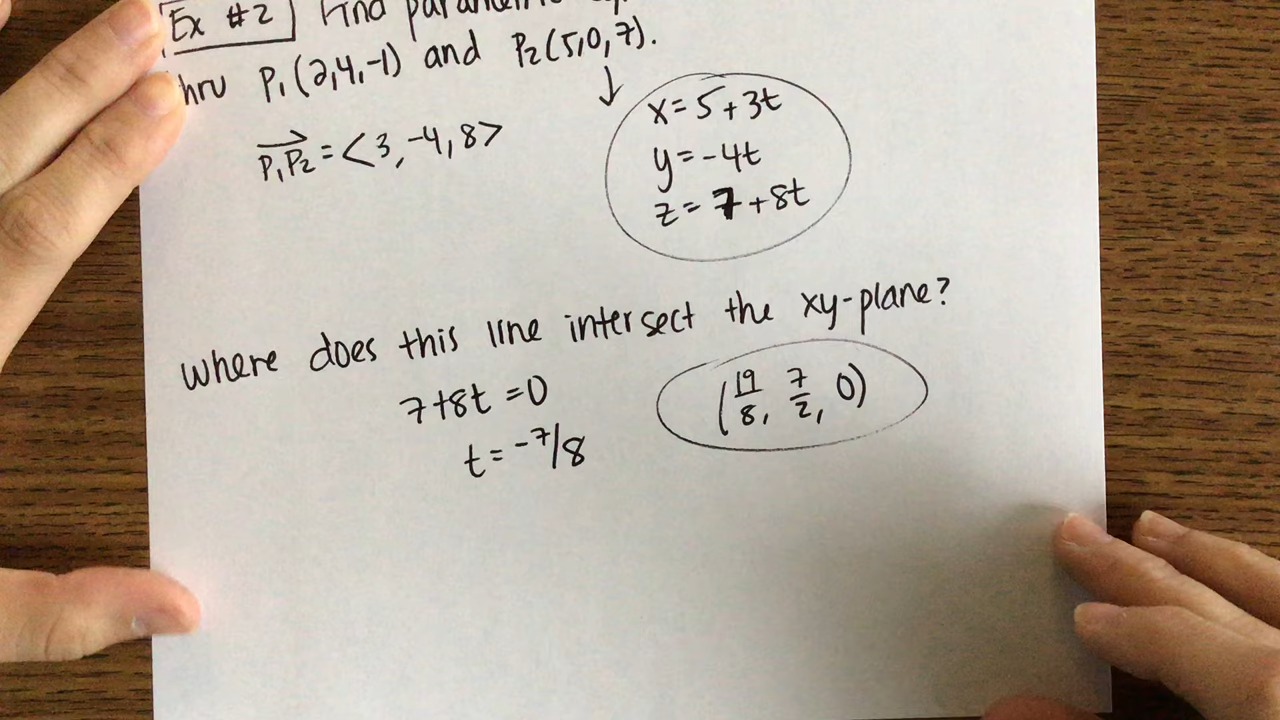 Ex #2 Find
thru P₁(2,4,-1) and P₂(5,0,7).
↓
P₁P₂ = <3,-4,8>
x = 5+3t
y = -4t
z = 7+8t
where does this line intersect the xy-plane?
7+8t = 0
t = -7/8
(19/8, 7/2, 0)